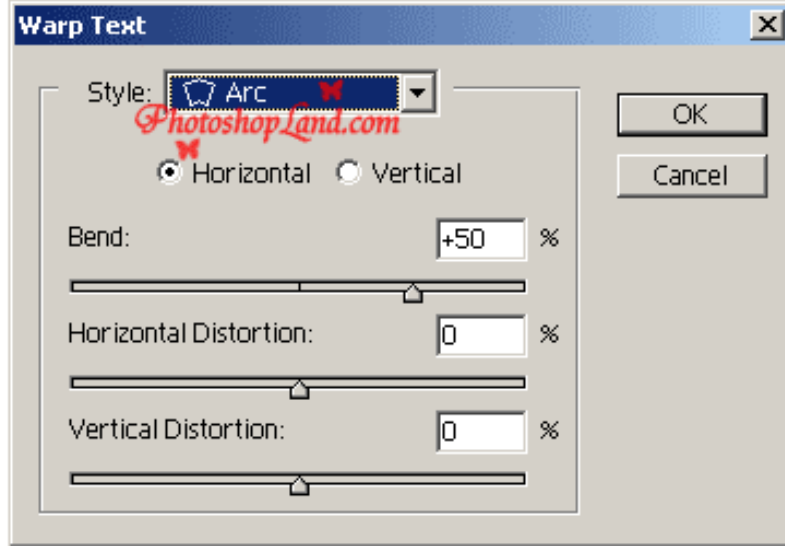 Warp Text
Style: Arc
PhotoshopLand.com
OK
Horizontal Vertical
Cancel
Bend: +50 %
Horizontal Distortion: 0 %
Vertical Distortion: 0 %